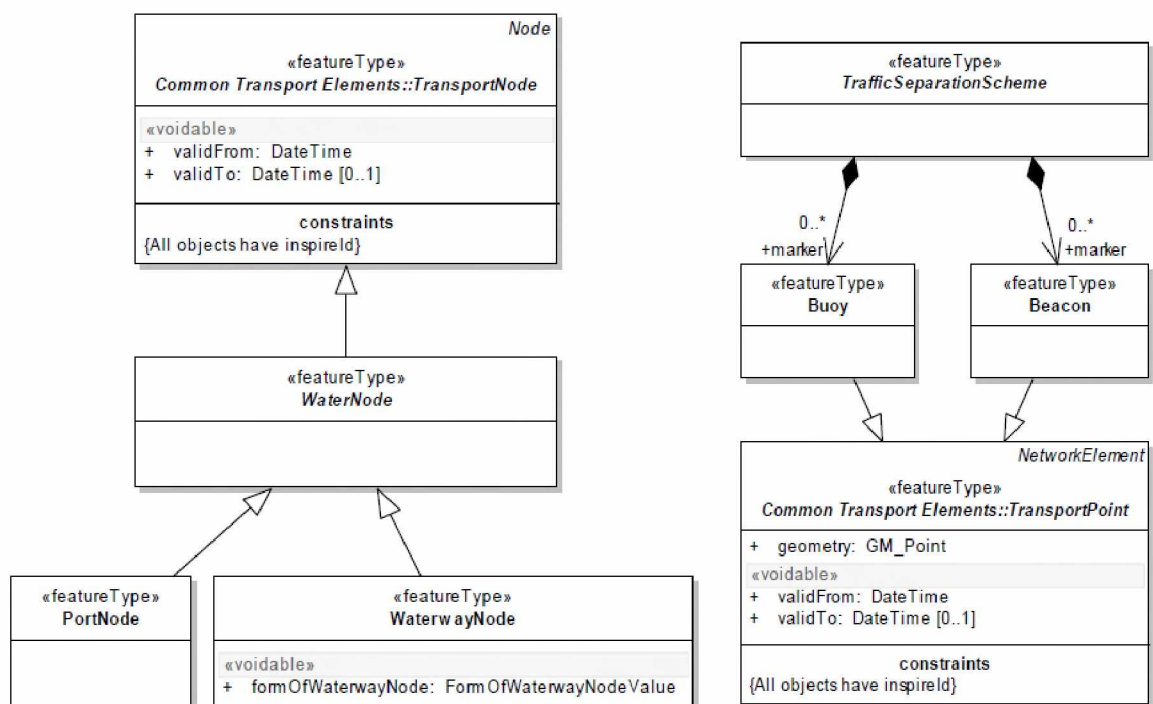 Node
«featureType»
Common Transport Elements::TransportNode
«voidable»
+ validFrom: DateTime
+ validTo: DateTime [0..1]
constraints
{All objects have inspireId}
«featureType»
WaterNode
«featureType»
PortNode
«featureType»
WaterwayNode
«voidable»
+ formOfWaterwayNode: FormOfWaterwayNodeValue
«featureType»
TrafficSeparationScheme
0..*
+marker
0..*
+marker
«featureType»
Buoy
«featureType»
Beacon
NetworkElement
«featureType»
Common Transport Elements::TransportPoint
+ geometry: GM_Point
«voidable»
+ validFrom: DateTime
+ validTo: DateTime [0..1]
constraints
{All objects have inspireId}